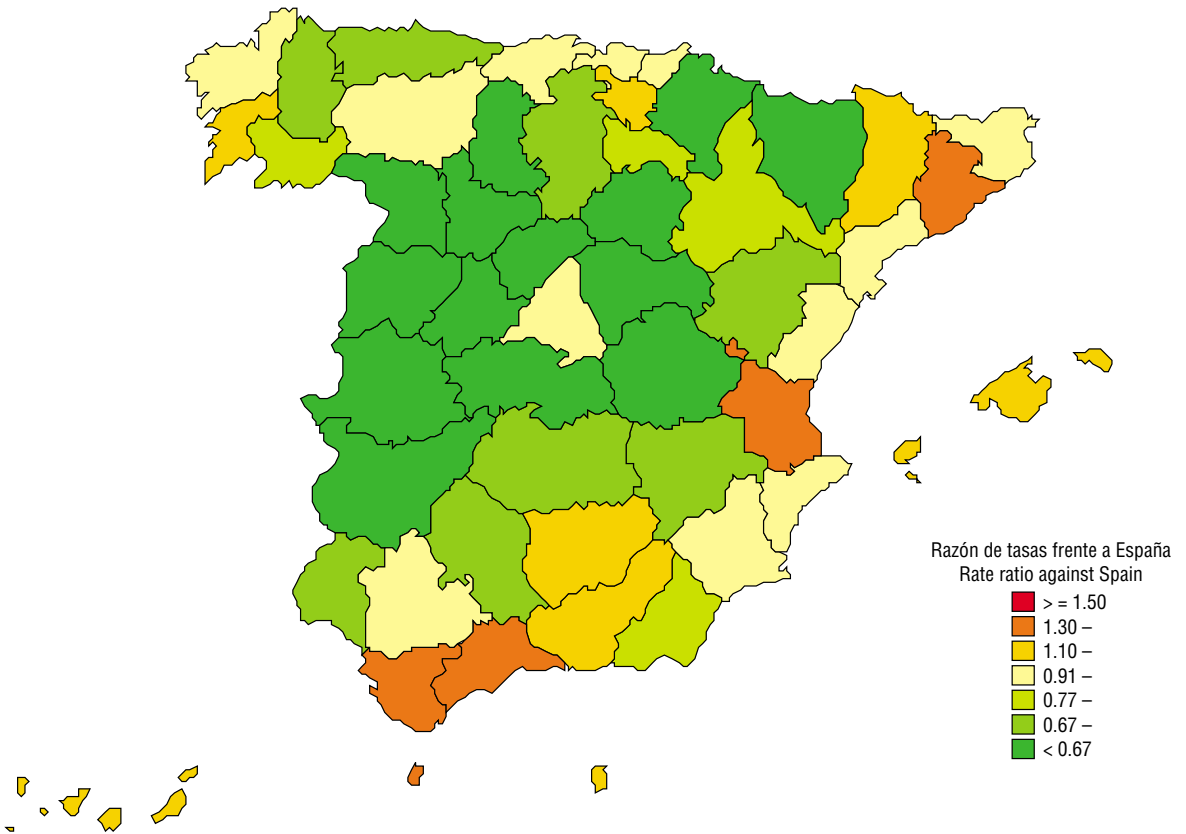 Razón de tasas frente a España
Rate ratio against Spain
> = 1.50
1.30 –
1.10 –
0.91 –
0.77 –
0.67 –
< 0.67